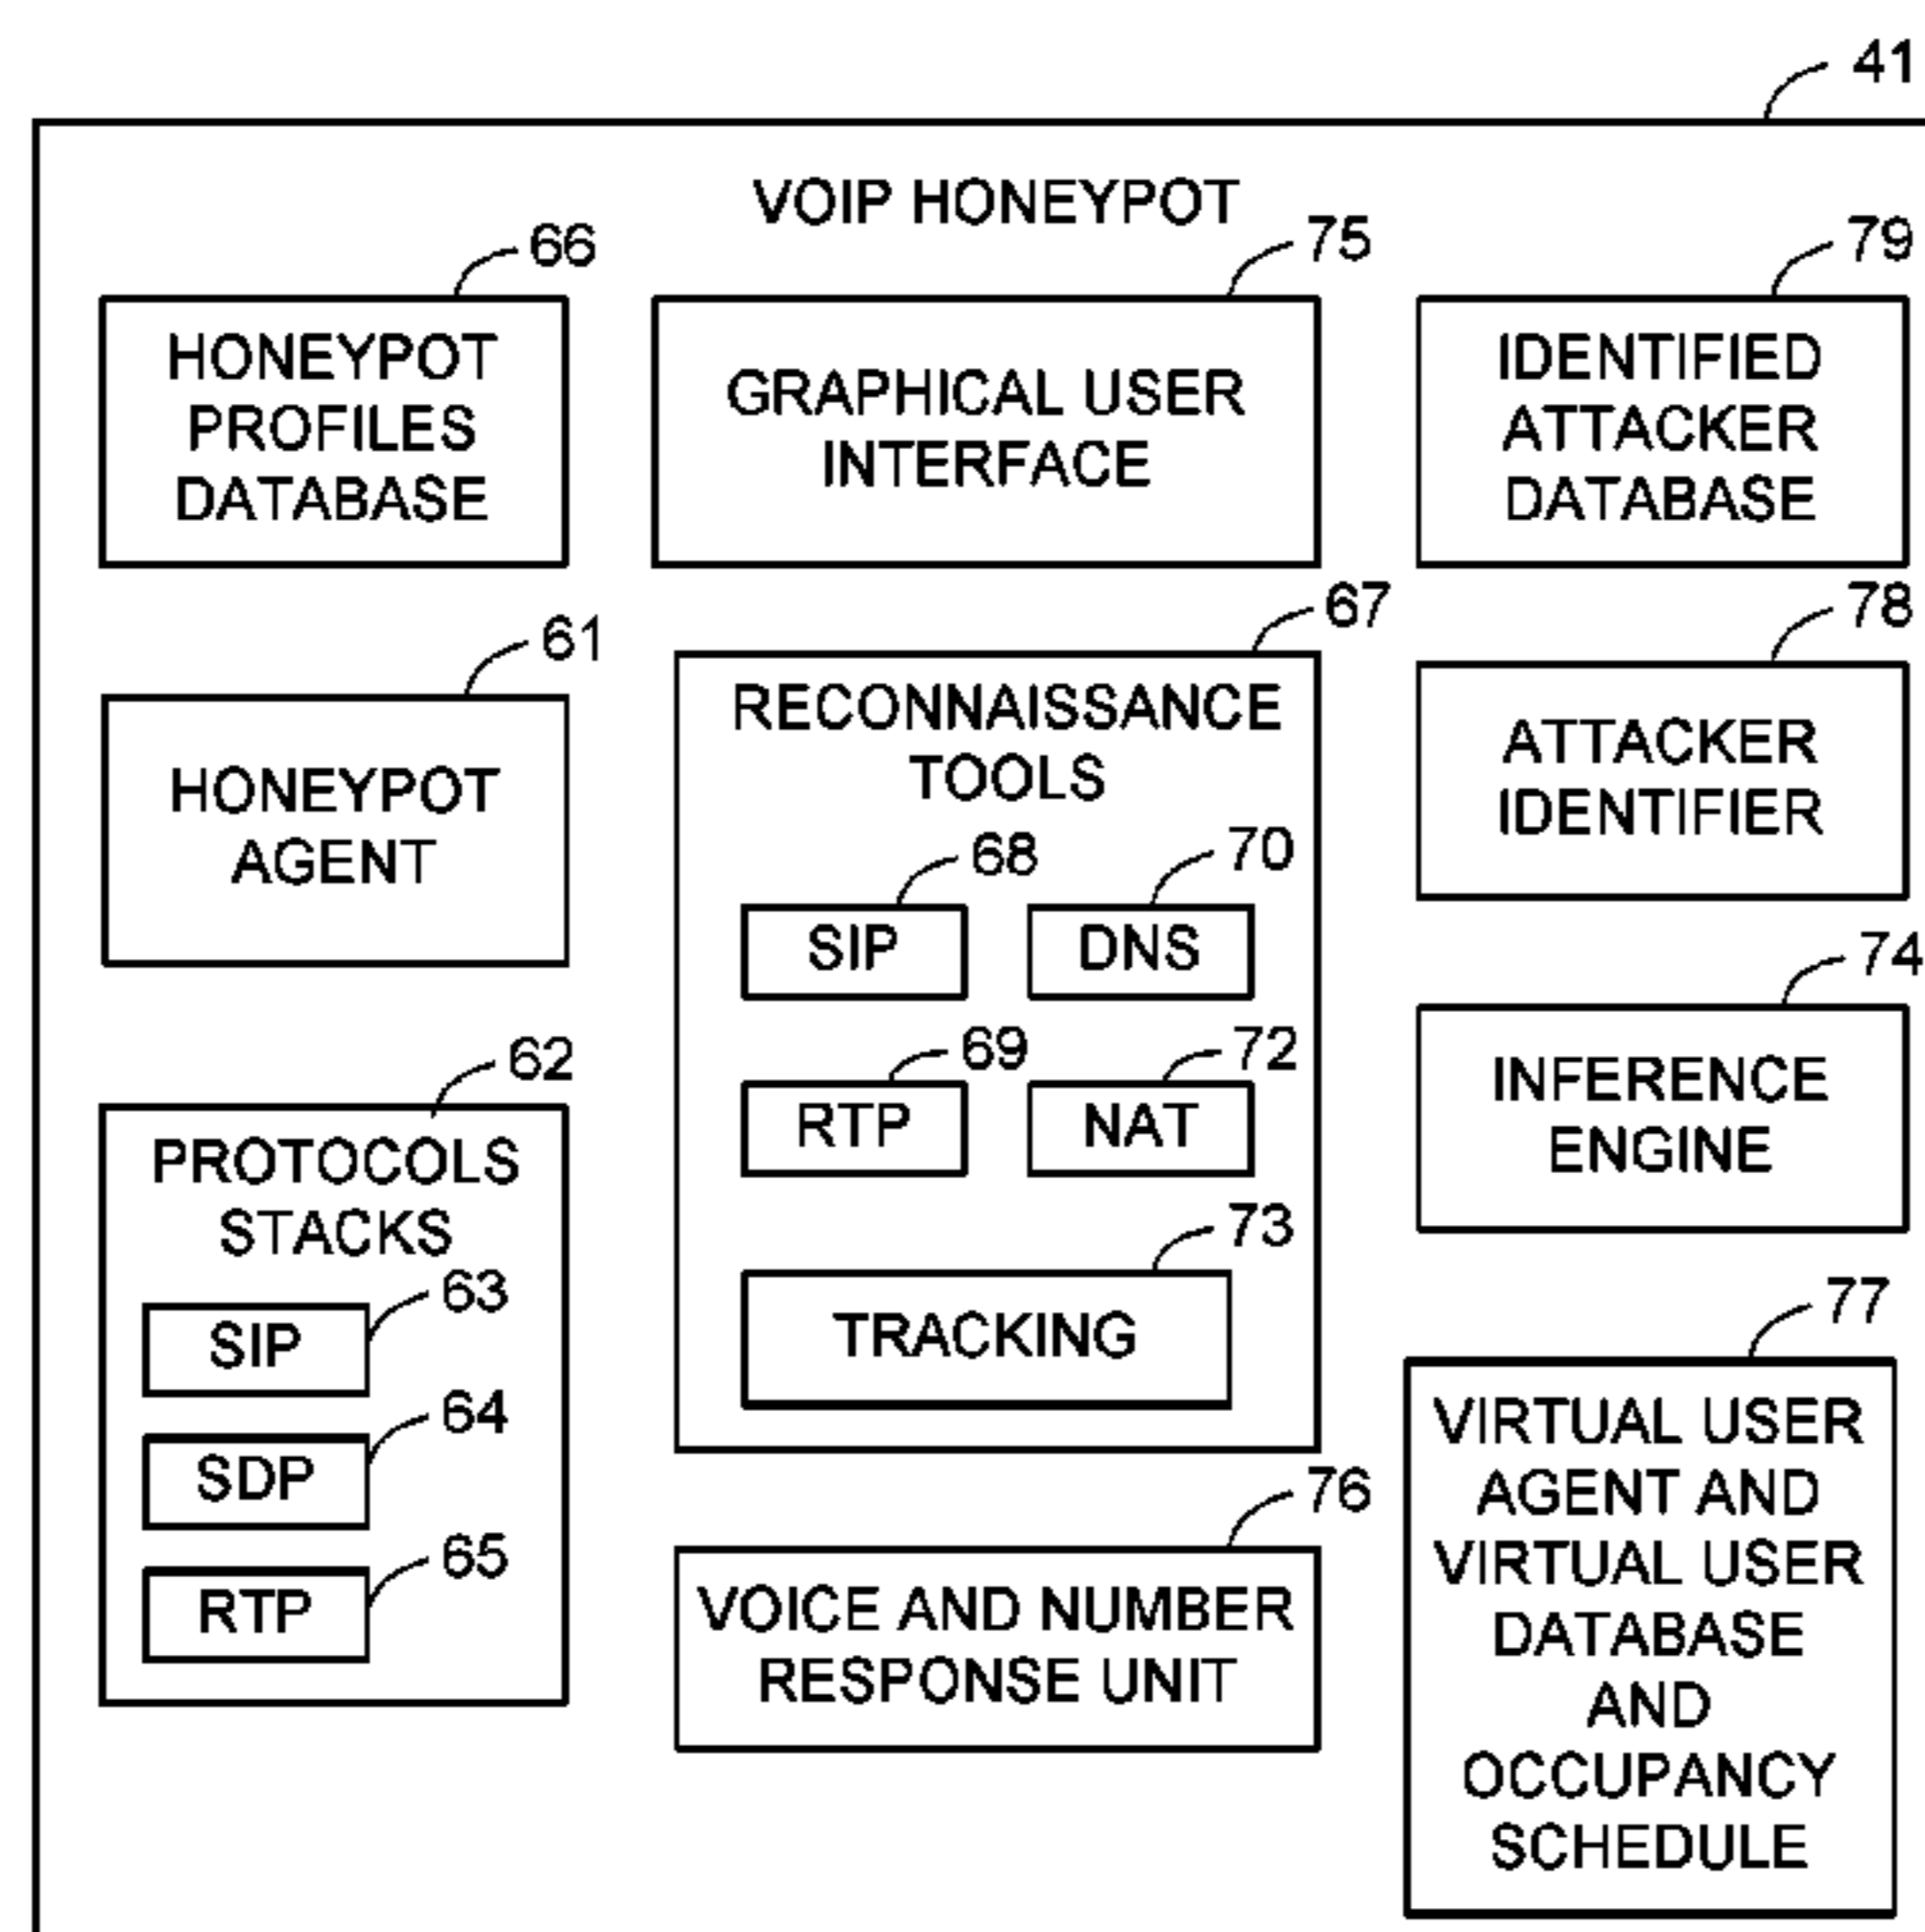 41
VOIP HONEYPOT
66
HONEYPOT
PROFILES
DATABASE
75
GRAPHICAL USER
INTERFACE
79
IDENTIFIED
ATTACKER
DATABASE
61
HONEYPOT
AGENT
67
RECONNAISSANCE
TOOLS
68
SIP
70
DNS
69
RTP
72
NAT
73
TRACKING
78
ATTACKER
IDENTIFIER
74
INFERENCE
ENGINE
62
PROTOCOLS
STACKS
63
SIP
64
SDP
65
RTP
76
VOICE AND NUMBER
RESPONSE UNIT
77
VIRTUAL USER
AGENT AND
VIRTUAL USER
DATABASE
AND
OCCUPANCY
SCHEDULE